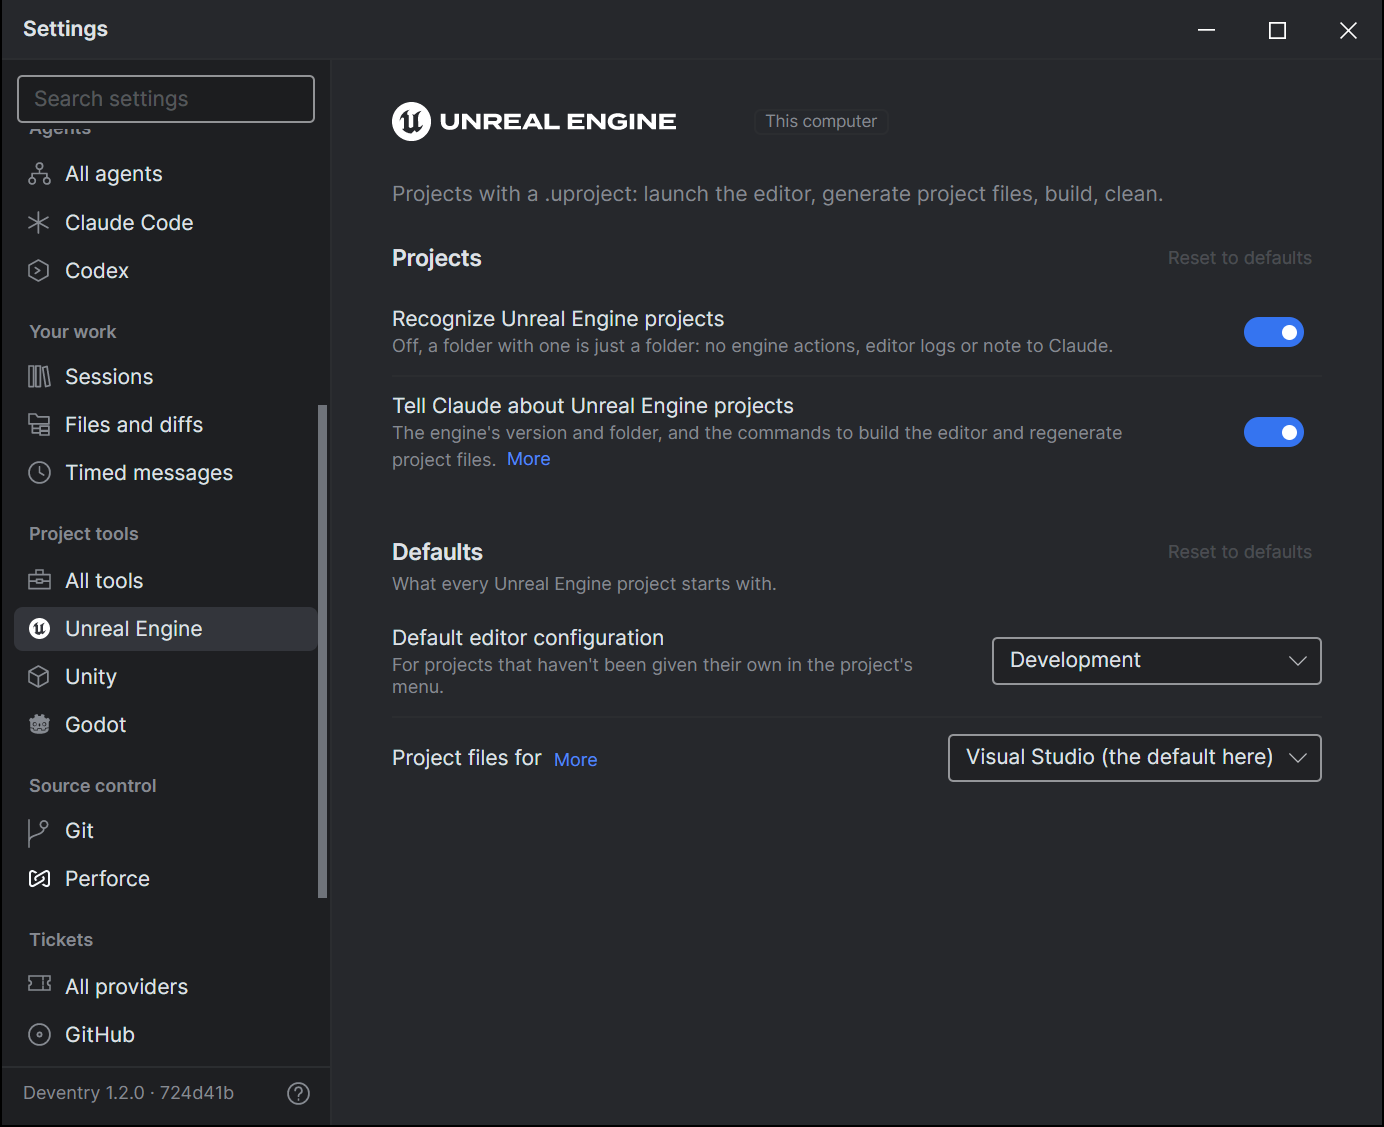 Settings
Search settings
Agents
All agents
Claude Code
Codex
Your work
Sessions
Files and diffs
Timed messages
Project tools
All tools
Unreal Engine
Unity
Godot
Source control
Git
Perforce
Tickets
All providers
GitHub
Deventry 1.2.0 · 724d41b
UNREAL ENGINE
This computer
Projects with a .uproject: launch the editor, generate project files, build, clean.
Projects
Reset to defaults
Recognize Unreal Engine projects
Off, a folder with one is just a folder: no engine actions, editor logs or note to Claude.
Tell Claude about Unreal Engine projects
The engine's version and folder, and the commands to build the editor and regenerate
project files. More
Defaults
Reset to defaults
What every Unreal Engine project starts with.
Default editor configuration
For projects that haven't been given their own in the project's
menu.
Development
Project files for More
Visual Studio (the default here)